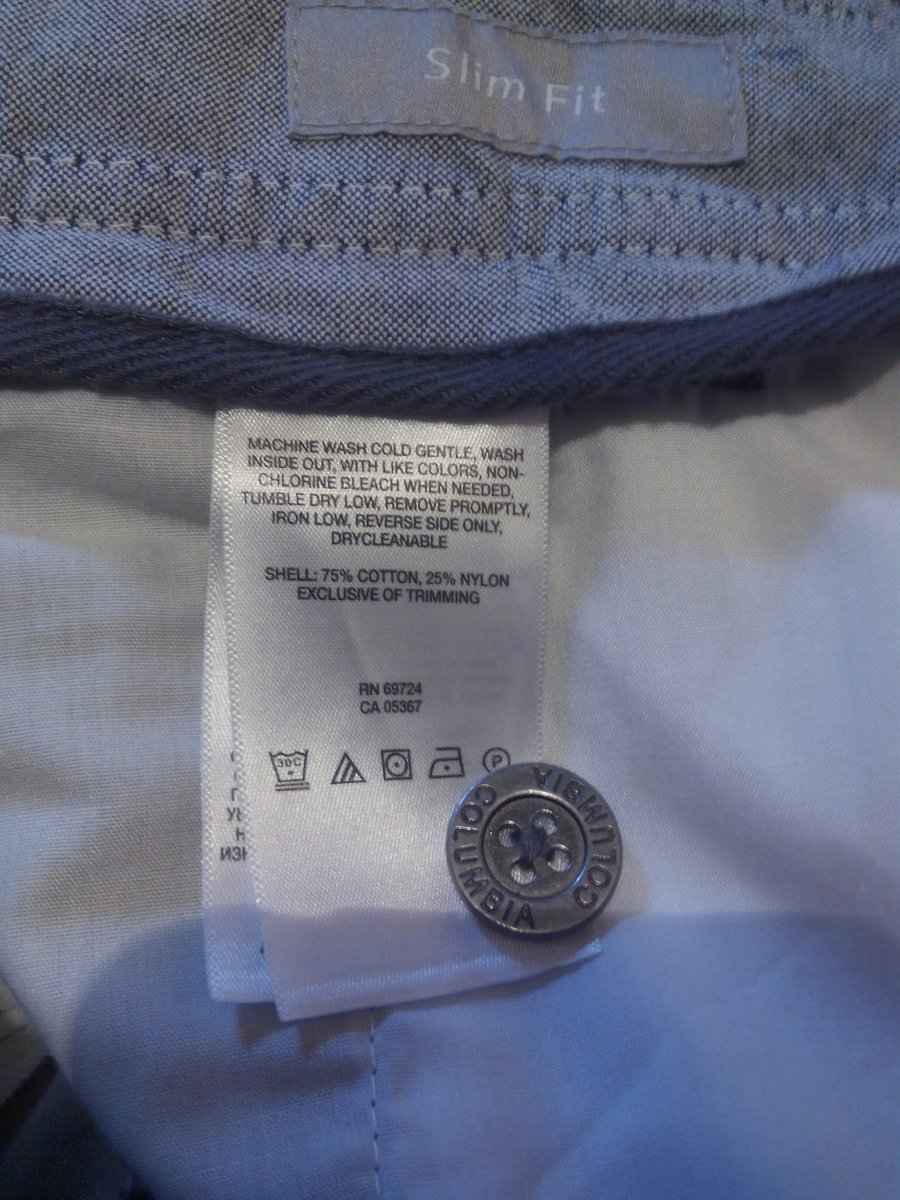 Slim Fit
MACHINE WASH COLD GENTLE, WASH
INSIDE OUT, WITH LIKE COLORS, NON-
CHLORINE BLEACH WHEN NEEDED,
TUMBLE DRY LOW, REMOVE PROMPTLY,
IRON LOW, REVERSE SIDE ONLY,
DRYCLEANABLE
SHELL: 75% COTTON, 25% NYLON
EXCLUSIVE OF TRIMMING
RN 69724
CA 05367
30C
P
COLUMBIA
COLUMBIA